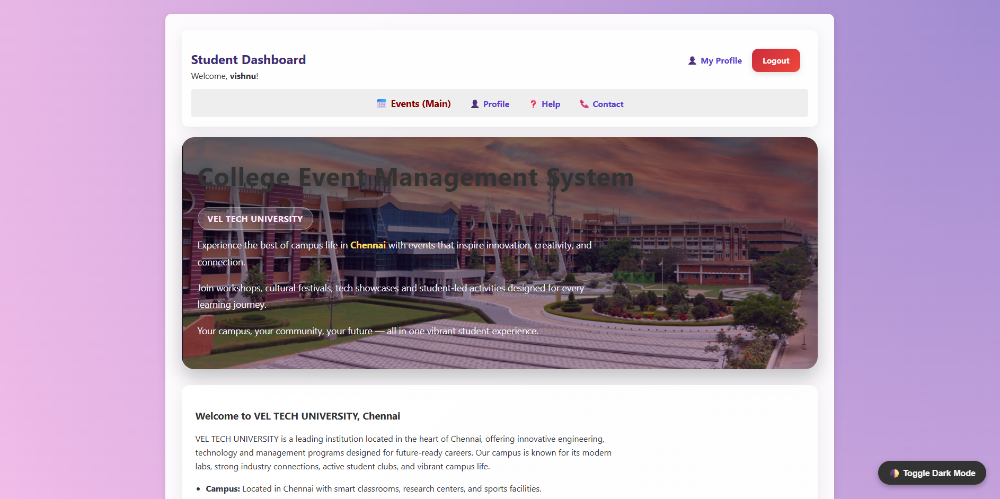 Student Dashboard
Welcome, vishnu!
My Profile
Logout
Events (Main)
Profile
Help
Contact
College Event Management System
VEL TECH UNIVERSITY
Experience the best of campus life in Chennai with events that inspire innovation, creativity, and
connection.
Join workshops, cultural festivals, tech showcases and student-led activities designed for every
learning journey.
Your campus, your community, your future — all in one vibrant student experience.
Welcome to VEL TECH UNIVERSITY, Chennai
VEL TECH UNIVERSITY is a leading institution located in the heart of Chennai, offering innovative engineering,
technology and management programs designed for future-ready careers. Our campus is known for its modern
labs, strong industry connections, active student clubs, and vibrant campus life.
• Campus: Located in Chennai with smart classrooms, research centers, and sports facilities.
Toggle Dark Mode